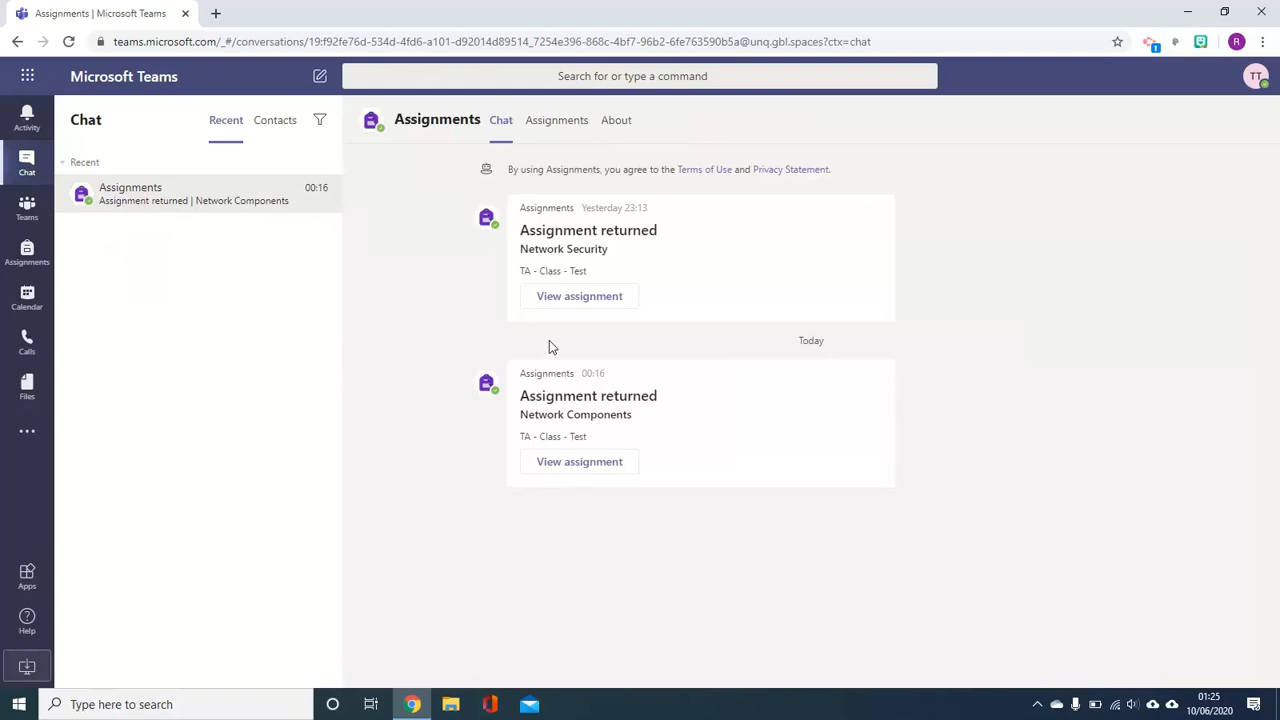 Assignments | Microsoft Teams
teams.microsoft.com/_#/conversations/19:f92fe76d-534d-4fd6-a101-d92014d89514_7254e396-868c-4bf7-96b2-6fe763590b5a@unq.gbl.spaces?ctx=chat
1
R
Microsoft Teams
Search for or type a command
TT
Activity
Chat
Teams
Assignments
Calendar
Calls
Files
Apps
Help
Chat
Recent
Contacts
Recent
Assignments 00:16
Assignment returned | Network Components
Assignments
Chat
Assignments
About
By using Assignments, you agree to the Terms of Use and Privacy Statement.
Assignments Yesterday 23:13
Assignment returned
Network Security
TA - Class - Test
View assignment
Today
Assignments 00:16
Assignment returned
Network Components
TA - Class - Test
View assignment
Type here to search
01:25
10/06/2020